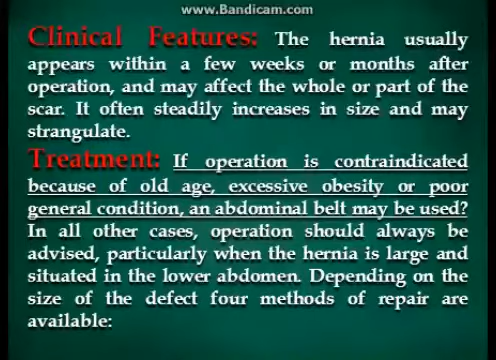 www.Bandicam.com
Clinical Features: The hernia usually
appears within a few weeks or months after
operation, and may affect the whole or part of the
scar. It often steadily increases in size and may
strangulate.
Treatment: If operation is contraindicated
because of old age, excessive obesity or poor
general condition, an abdominal belt may be used?
In all other cases, operation should always be
advised, particularly when the hernia is large and
situated in the lower abdomen. Depending on the
size of the defect four methods of repair are
available: